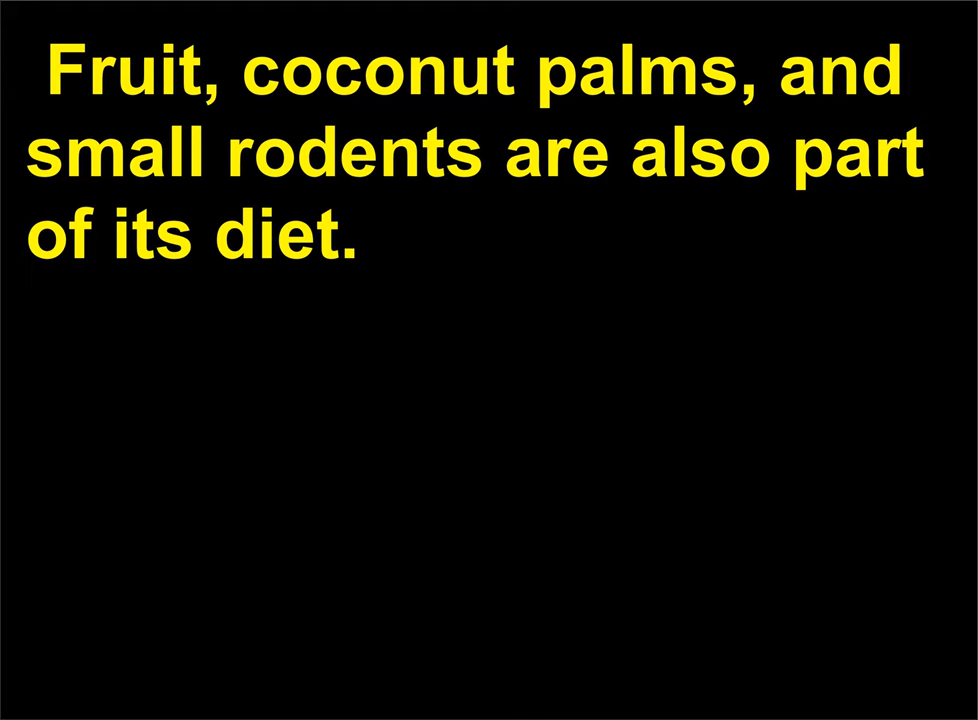 Fruit, coconut palms, and
small rodents are also part
of its diet.